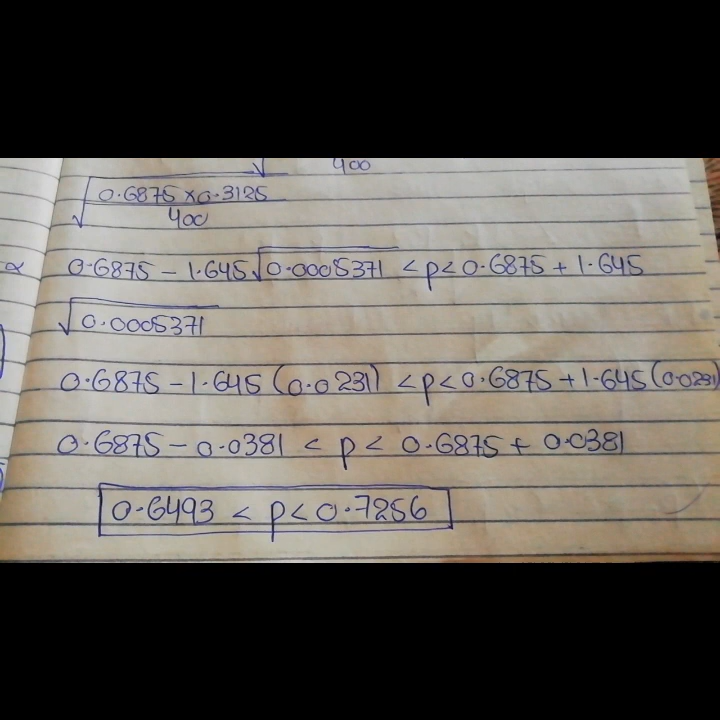 √ 400
√0.6875 × 0.3125 / 400
∝ 0.6875 - 1.645 √0.0005371 < p < 0.6875 + 1.645
√0.0005371
0.6875 - 1.645 (0.0231) < p < 0.6875 + 1.645 (0.0231)
0.6875 - 0.0381 < p < 0.6875 + 0.0381
0.6493 < p < 0.7256